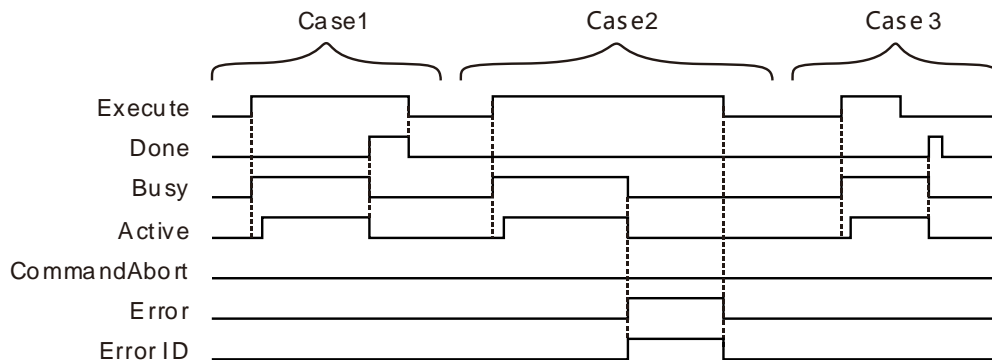 Case1 Case2 Case 3
Execute
Done
Busy
Active
CommandAbort
Error
Error ID